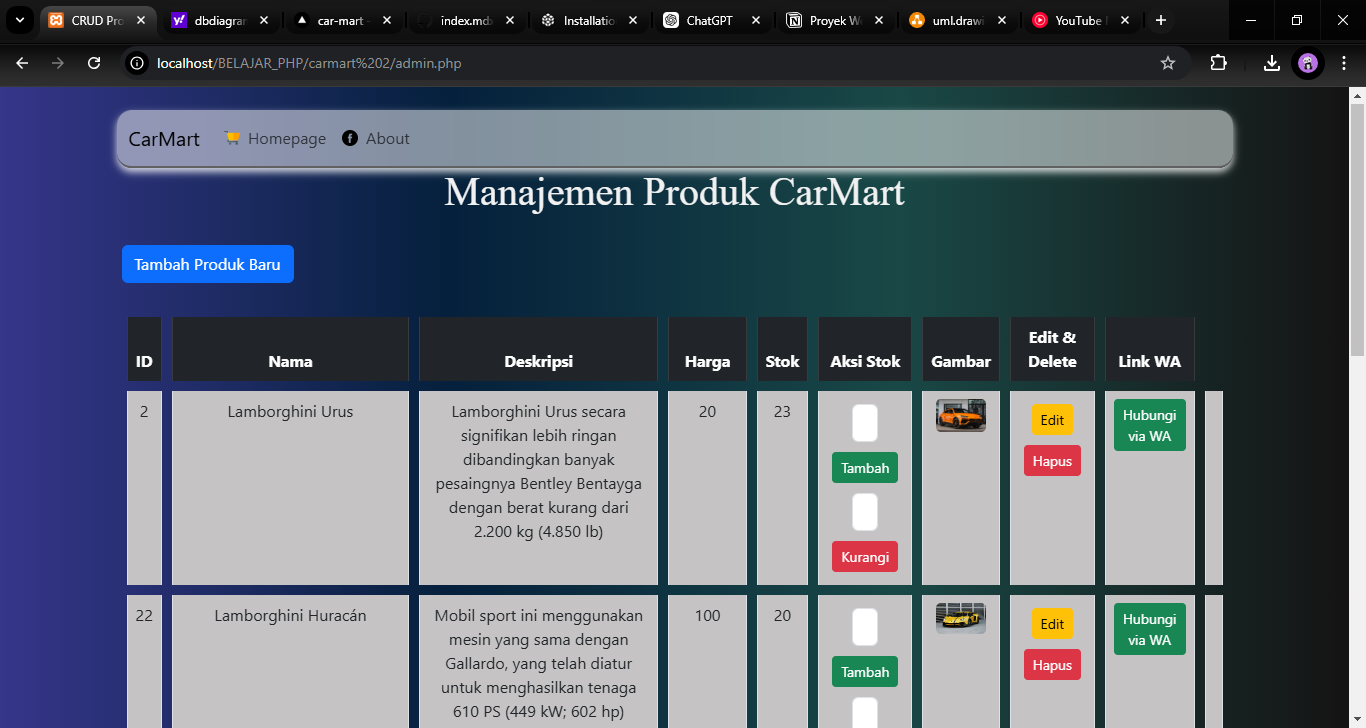 CRUD Pro
dbdiagrar
car-mart -
index.md
Installatio
ChatGPT
Proyek W
uml.drawi
YouTube
localhost/BELAJAR_PHP/carmart%202/admin.php
CarMart Homepage About
Manajemen Produk CarMart
Tambah Produk Baru
ID Nama Deskripsi Harga Stok Aksi Stok Gambar Edit & Delete Link WA
2 Lamborghini Urus
Lamborghini Urus secara
signifikan lebih ringan
dibandingkan banyak
pesaingnya Bentley Bentayga
dengan berat kurang dari
2.200 kg (4.850 lb)
20
23
Tambah
Kurangi
Edit
Hapus
Hubungi
via WA
22 Lamborghini Huracán
Mobil sport ini menggunakan
mesin yang sama dengan
Gallardo, yang telah diatur
untuk menghasilkan tenaga
610 PS (449 kW; 602 hp)
100
20
Tambah
Edit
Hapus
Hubungi
via WA